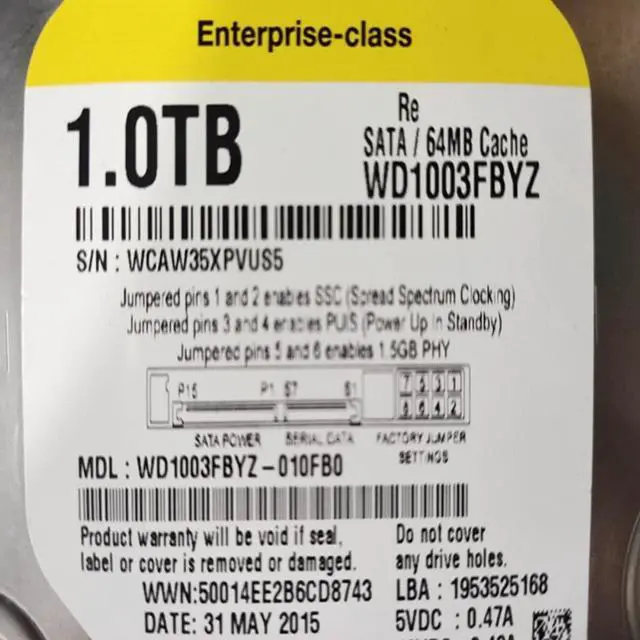 Enterprise-class
1.0TB
Re
SATA / 64MB Cache
WD1003FBYZ
S/N : WCAW35XPVUS5
Jumpered pins 1 and 2 enables SSC (Spread Spectrum Clocking)
Jumpered pins 3 and 4 enables PUIS (Power Up In Standby)
Jumpered pins 5 and 6 enables 1.5GB PHY
P15 P1 S7 S1
7 5 3 1
8 6 4 2
SATA POWER SERIAL DATA FACTORY JUMPER
SETTINGS
MDL : WD1003FBYZ-010FB0
Product warranty will be void if seal,
label or cover is removed or damaged.
Do not cover
any drive holes.
WWN:50014EE2B6CD8743 LBA : 1953525168
DATE: 31 MAY 2015 5VDC : 0.47A